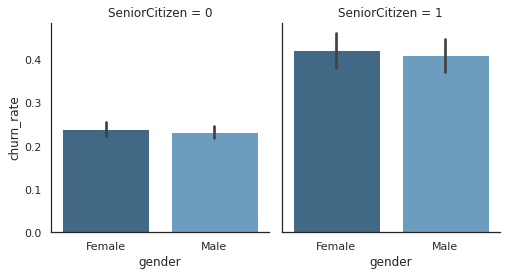 SeniorCitizen = 0
SeniorCitizen = 1
churn_rate
0.4
0.3
0.2
0.1
0.0
Female
Male
Female
Male
gender
gender